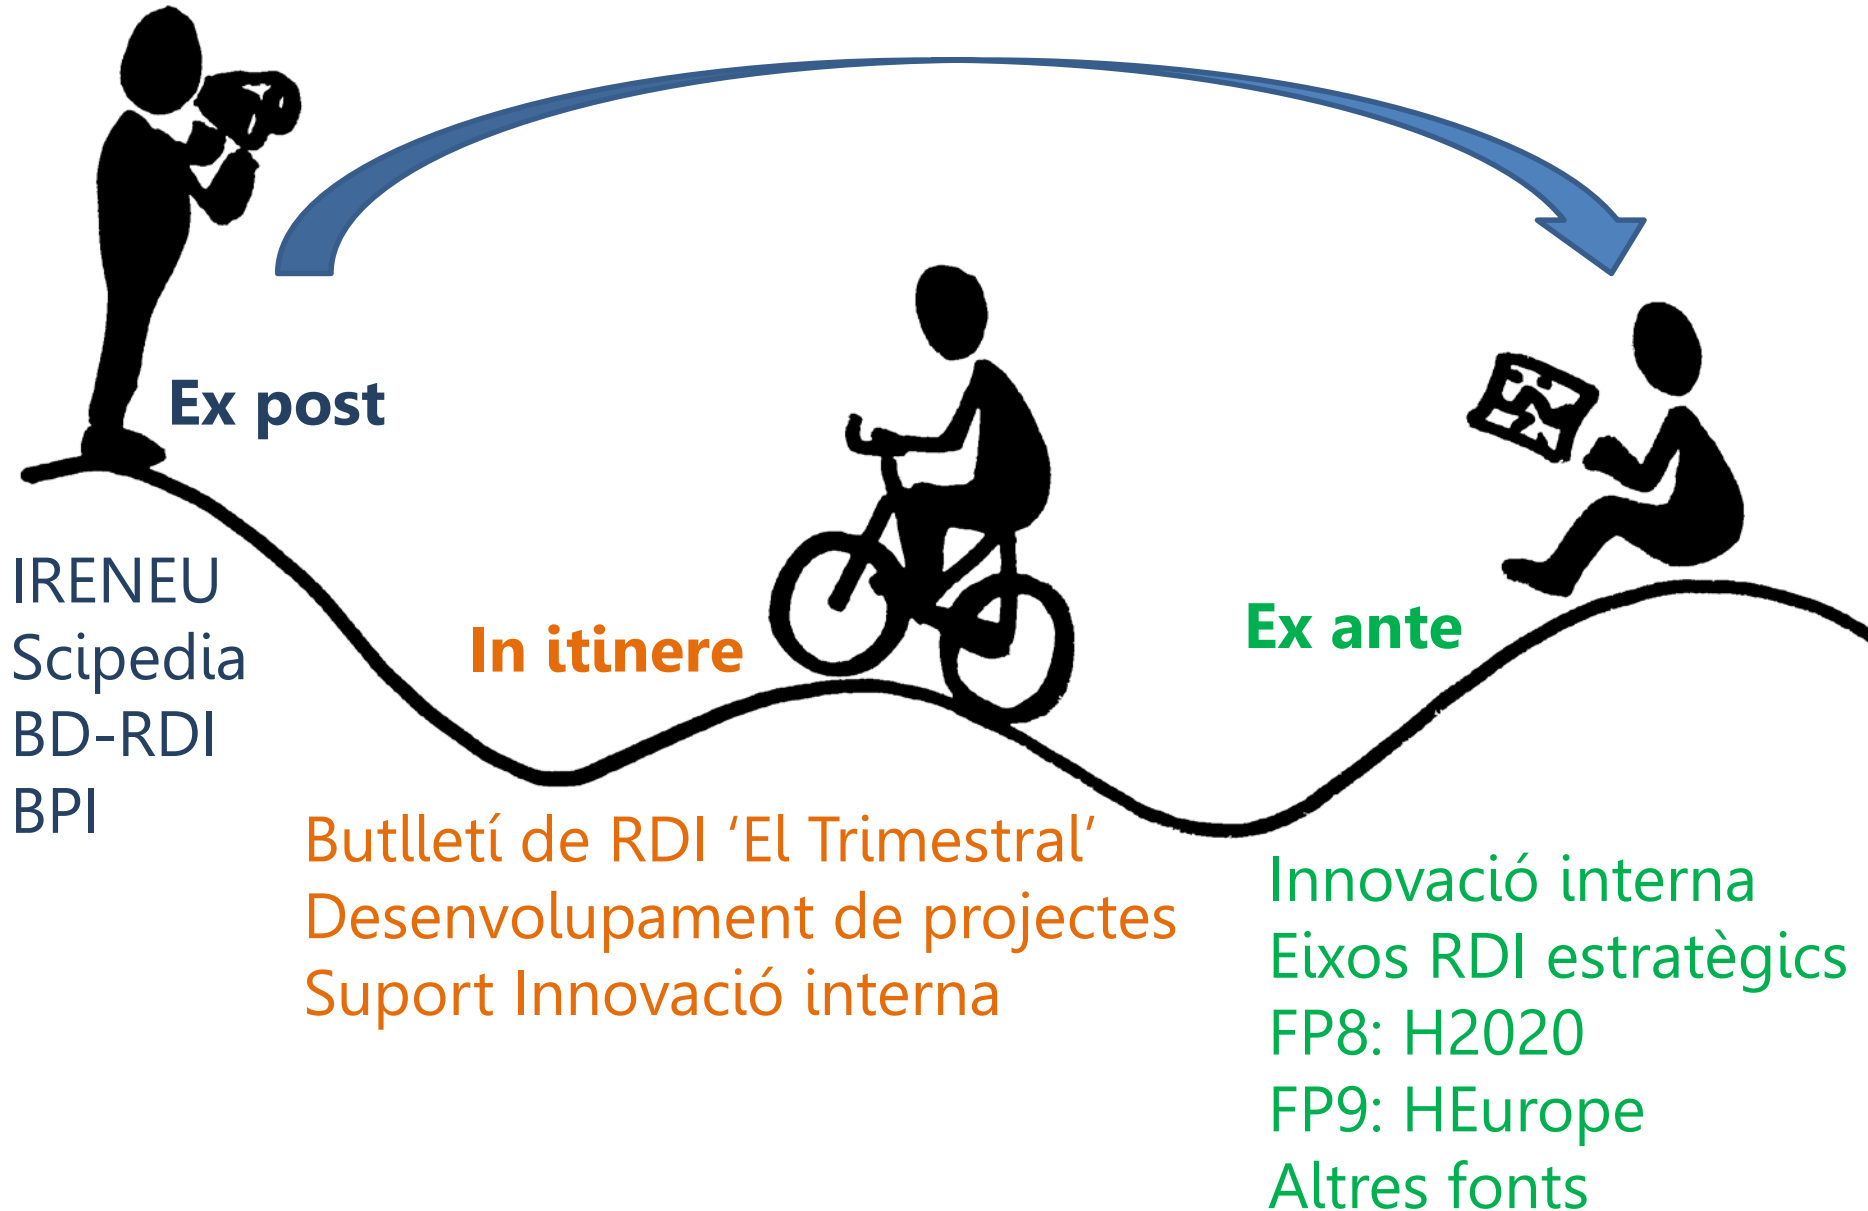 Ex post
IRENEU
Scipedia
BD-RDI
BPI
In itinere
Butlletí de RDI ‘El Trimestral’
Desenvolupament de projectes
Suport Innovació interna
Ex ante
Innovació interna
Eixos RDI estratègics
FP8: H2020
FP9: HEurope
Altres fonts